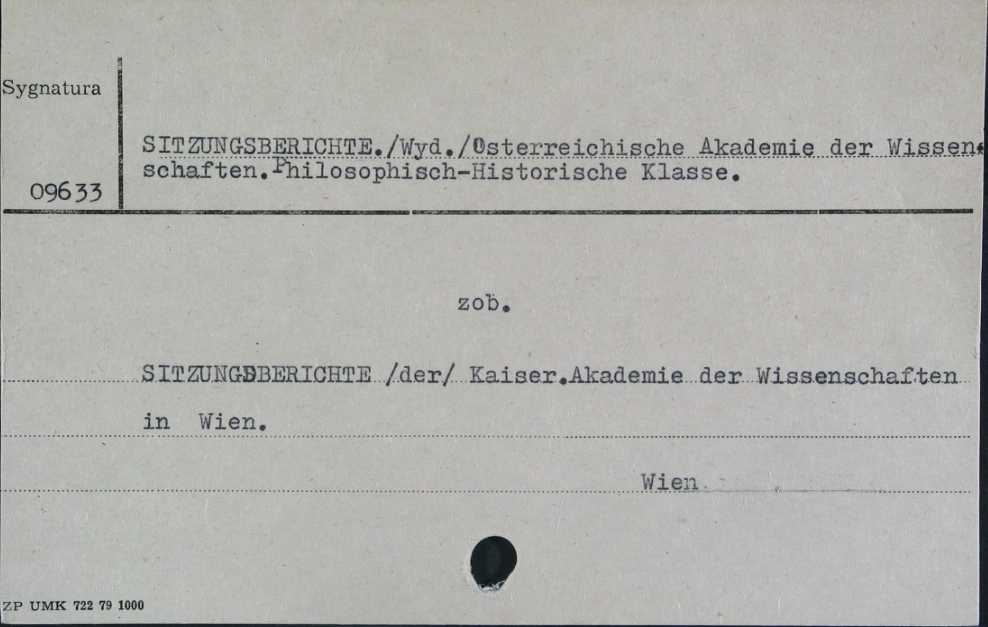 Sygnatura
SITZUNGSBERICHTE./Wyd./Osterreichische Akademie der Wissen-
schaften.Philosophisch-Historische Klasse.
09633
zob.
SITZUNGSBERICHTE /der/ Kaiser.Akademie der Wissenschaften
in Wien.
Wien
ZP UMK 722 79 1000